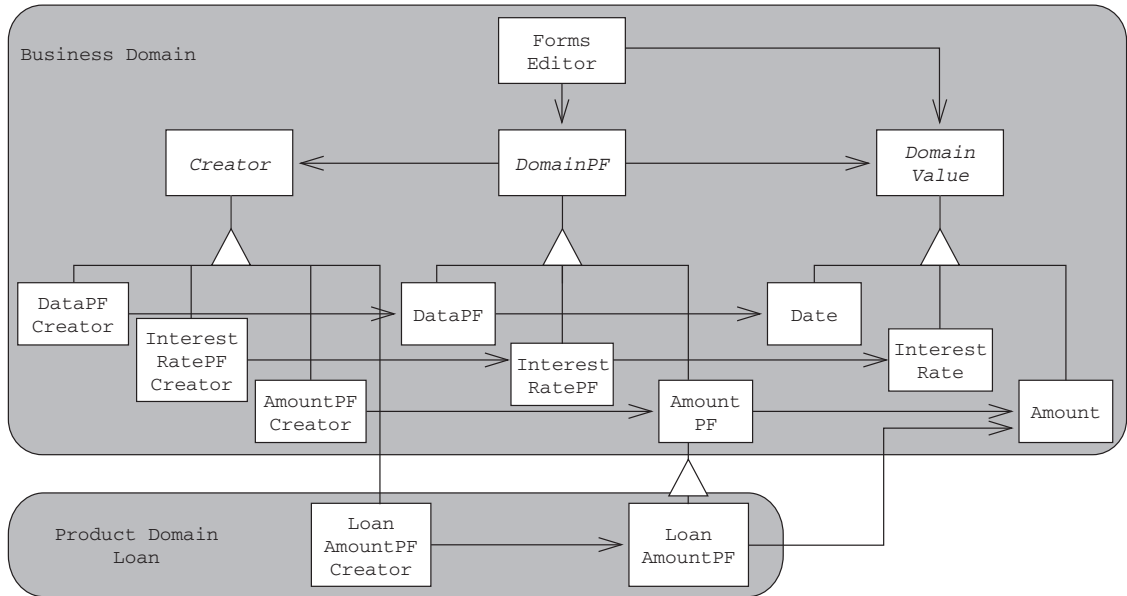 Forms
Editor
Business Domain
Creator
DomainPF
Domain
Value
DataPF
Creator
DataPF
Date
Interest
RatePF
Creator
Interest
RatePF
Interest
Rate
AmountPF
Creator
Amount
PF
Amount
Product Domain
Loan
Loan
AmountPF
Creator
Loan
AmountPF